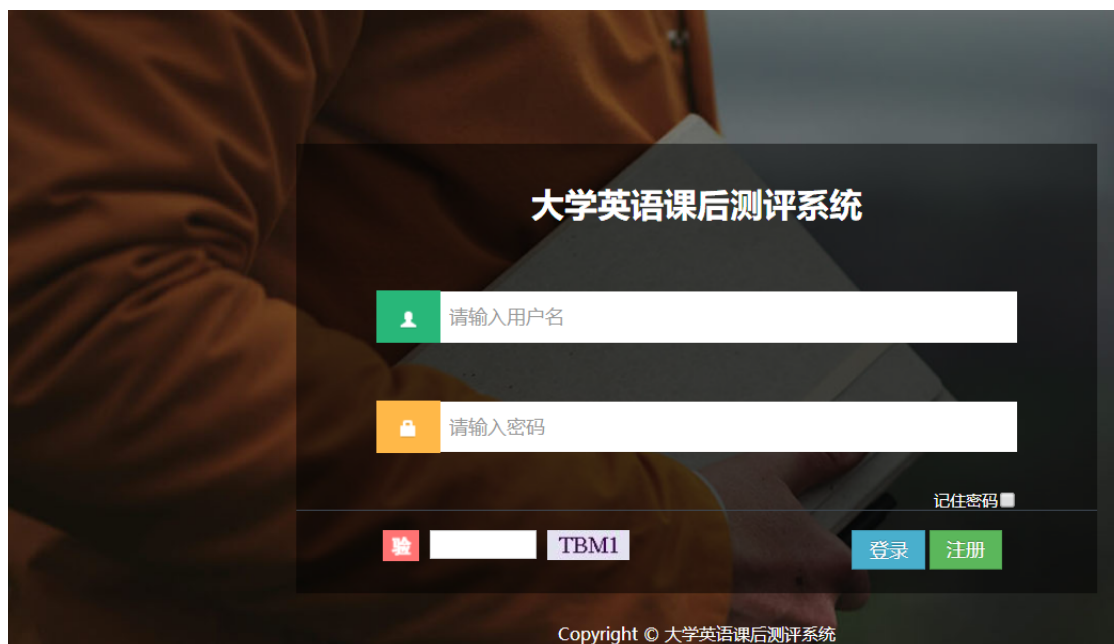 大学英语课后测评系统
请输入用户名
请输入密码
记住密码
验 TBM1 登录 注册
Copyright © 大学英语课后测评系统